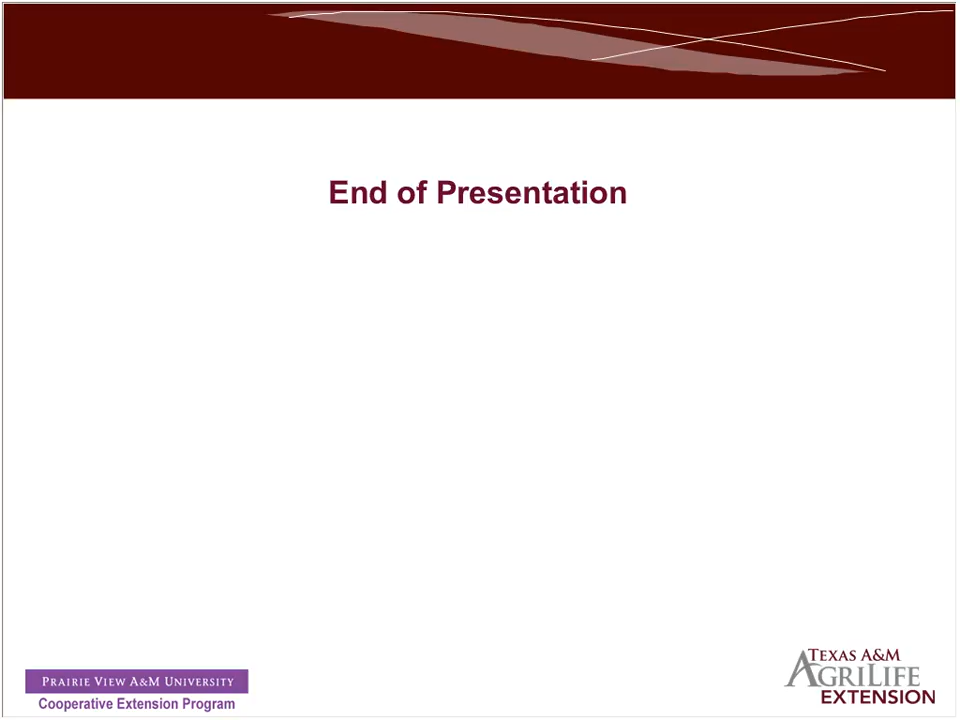 End of Presentation
PRAIRIE VIEW A&M UNIVERSITY
Cooperative Extension Program
TEXAS A&M
AGRILIFE
EXTENSION